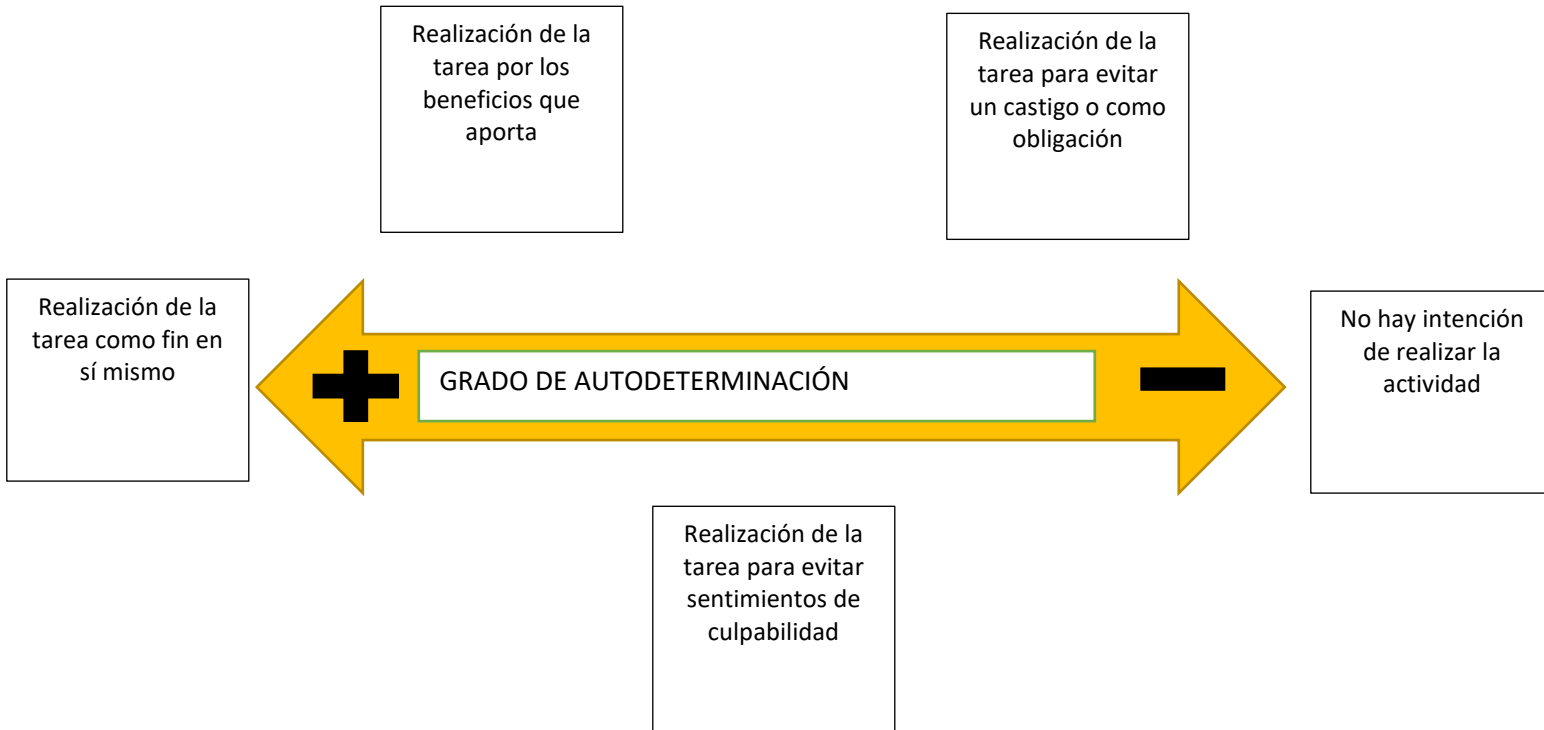 Realización de la
tarea por los
beneficios que
aporta
Realización de la
tarea para evitar
un castigo o como
obligación
Realización de la
tarea como fin en
sí mismo
GRADO DE AUTODETERMINACIÓN
No hay intención
de realizar la
actividad
Realización de la
tarea para evitar
sentimientos de
culpabilidad